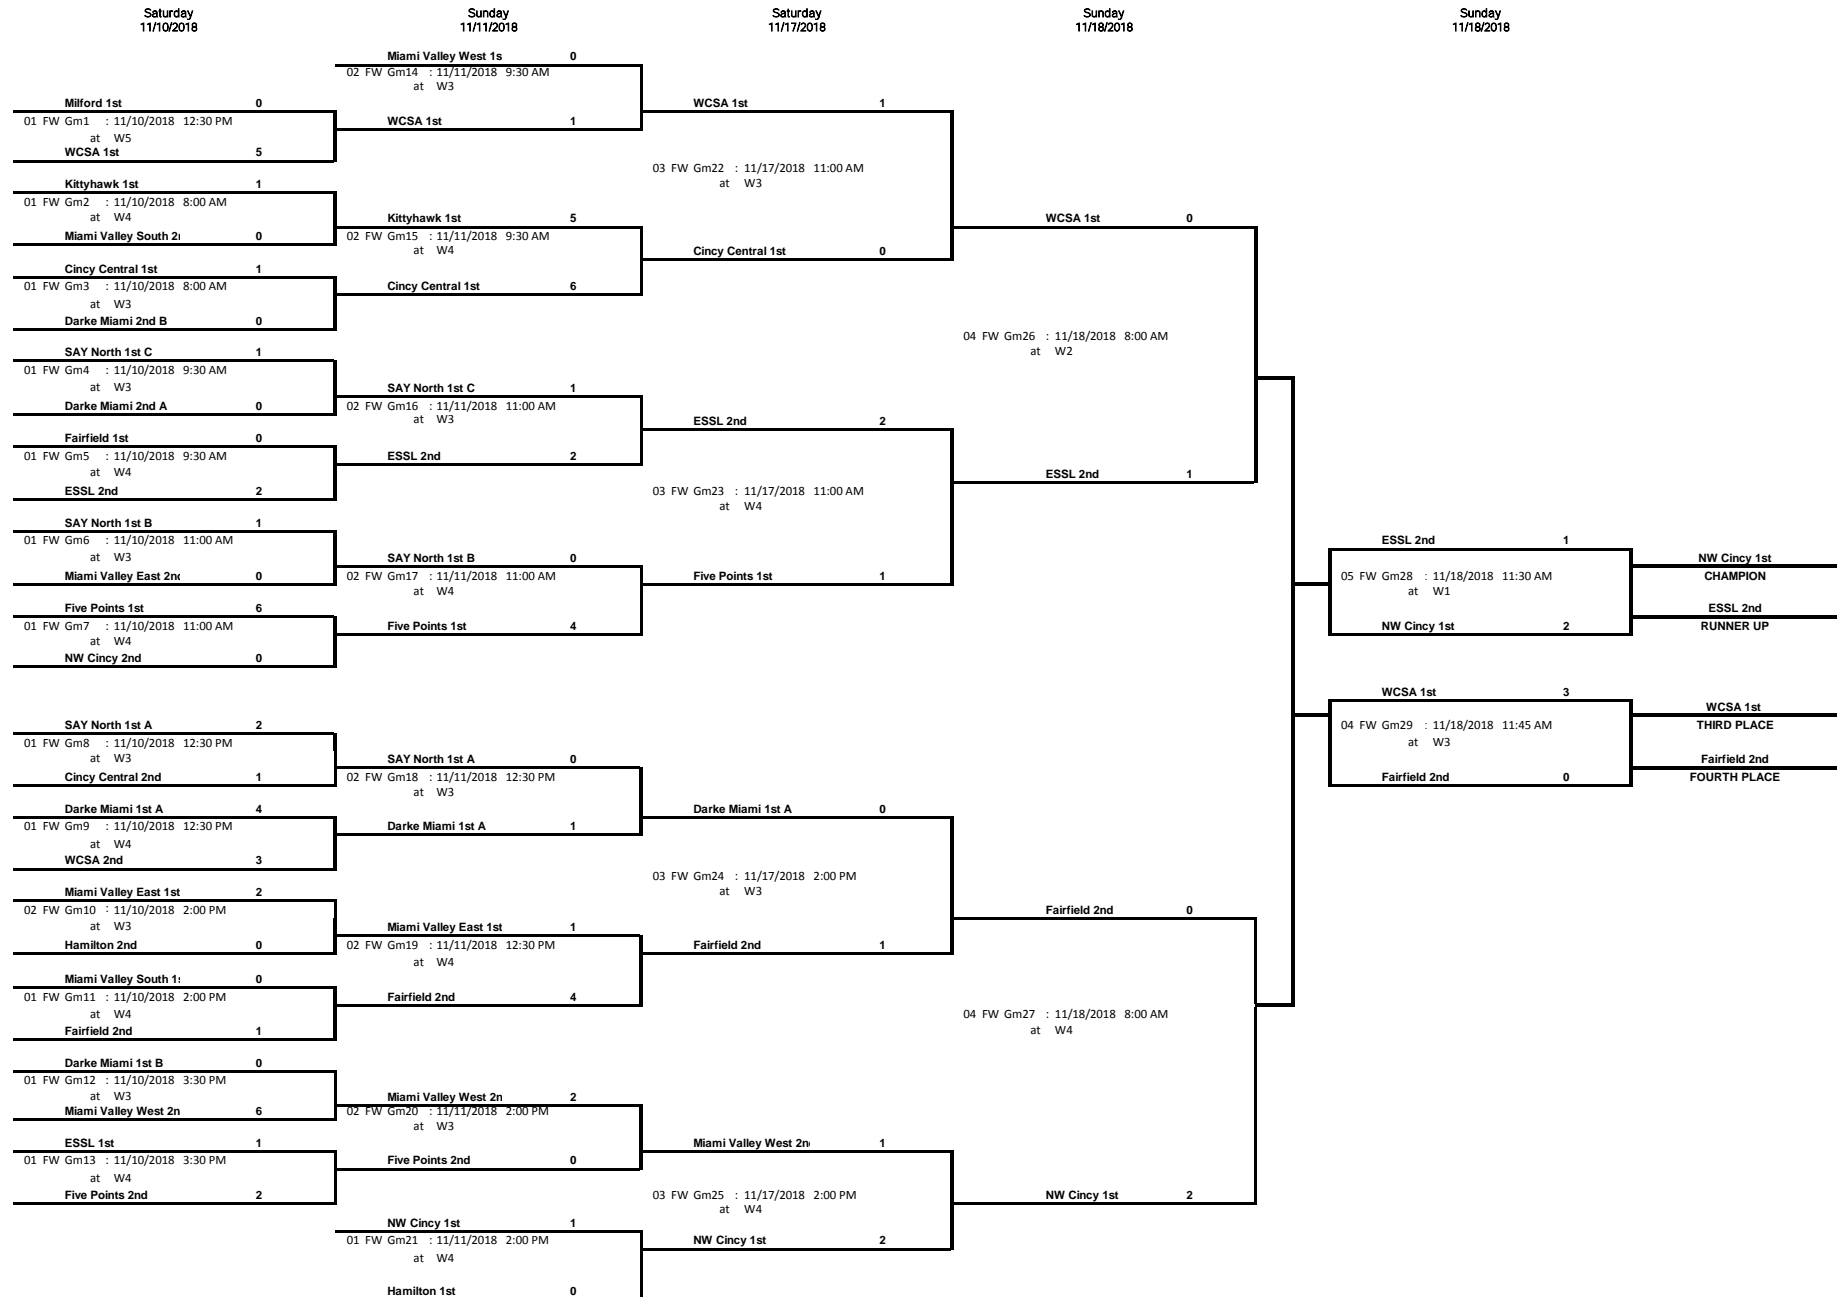 Saturday
11/10/2018
Sunday
11/11/2018
Saturday
11/17/2018
Sunday
11/18/2018
Sunday
11/18/2018
Milford 1st 0
01 FW Gm1 : 11/10/2018 12:30 PM
at W5
WCSA 1st 5
Kittyhawk 1st 1
01 FW Gm2 : 11/10/2018 8:00 AM
at W4
Miami Valley South 2 0
Cincy Central 1st 1
01 FW Gm3 : 11/10/2018 8:00 AM
at W3
Darke Miami 2nd B 0
SAY North 1st C 1
01 FW Gm4 : 11/10/2018 9:30 AM
at W3
Darke Miami 2nd A 0
Fairfield 1st 0
01 FW Gm5 : 11/10/2018 9:30 AM
at W4
ESSL 2nd 2
SAY North 1st B 1
01 FW Gm6 : 11/10/2018 11:00 AM
at W3
Miami Valley East 2nd 0
Five Points 1st 6
01 FW Gm7 : 11/10/2018 11:00 AM
at W4
NW Cincy 2nd 0
SAY North 1st A 2
01 FW Gm8 : 11/10/2018 12:30 PM
at W3
Cincy Central 2nd 1
Darke Miami 1st A 4
01 FW Gm9 : 11/10/2018 12:30 PM
at W4
WCSA 2nd 3
Miami Valley East 1st 2
02 FW Gm10 : 11/10/2018 2:00 PM
at W3
Hamilton 2nd 0
Miami Valley South 1 0
01 FW Gm11 : 11/10/2018 2:00 PM
at W4
Fairfield 2nd 1
Darke Miami 1st B 0
01 FW Gm12 : 11/10/2018 3:30 PM
at W3
Miami Valley West 2n 6
ESSL 1st 1
01 FW Gm13 : 11/10/2018 3:30 PM
at W4
Five Points 2nd 2
Miami Valley West 1s 0
02 FW Gm14 : 11/11/2018 9:30 AM
at W3
WCSA 1st 1
Kittyhawk 1st 5
02 FW Gm15 : 11/11/2018 9:30 AM
at W4
Cincy Central 1st 6
SAY North 1st C 1
02 FW Gm16 : 11/11/2018 11:00 AM
at W3
ESSL 2nd 2
SAY North 1st B 0
02 FW Gm17 : 11/11/2018 11:00 AM
at W4
Five Points 1st 4
SAY North 1st A 0
02 FW Gm18 : 11/11/2018 12:30 PM
at W3
Darke Miami 1st A 1
Miami Valley East 1st 1
02 FW Gm19 : 11/11/2018 12:30 PM
at W4
Fairfield 2nd 4
Miami Valley West 2n 2
02 FW Gm20 : 11/11/2018 2:00 PM
at W3
Five Points 2nd 0
NW Cincy 1st 1
01 FW Gm21 : 11/11/2018 2:00 PM
at W4
Hamilton 1st 0
WCSA 1st 1
03 FW Gm22 : 11/17/2018 11:00 AM
at W3
Cincy Central 1st 0
ESSL 2nd 2
03 FW Gm23 : 11/17/2018 11:00 AM
at W4
Five Points 1st 1
Darke Miami 1st A 0
03 FW Gm24 : 11/17/2018 2:00 PM
at W3
Fairfield 2nd 1
Miami Valley West 2n 1
03 FW Gm25 : 11/17/2018 2:00 PM
at W4
NW Cincy 1st 2
WCSA 1st 0
04 FW Gm26 : 11/18/2018 8:00 AM
at W2
ESSL 2nd 1
Fairfield 2nd 0
04 FW Gm27 : 11/18/2018 8:00 AM
at W4
NW Cincy 1st 2
ESSL 2nd 1
05 FW Gm28 : 11/18/2018 11:30 AM
at W1
NW Cincy 1st 2
WCSA 1st 3
04 FW Gm29 : 11/18/2018 11:45 AM
at W3
Fairfield 2nd 0
NW Cincy 1st
CHAMPION
ESSL 2nd
RUNNER UP
WCSA 1st
THIRD PLACE
Fairfield 2nd
FOURTH PLACE